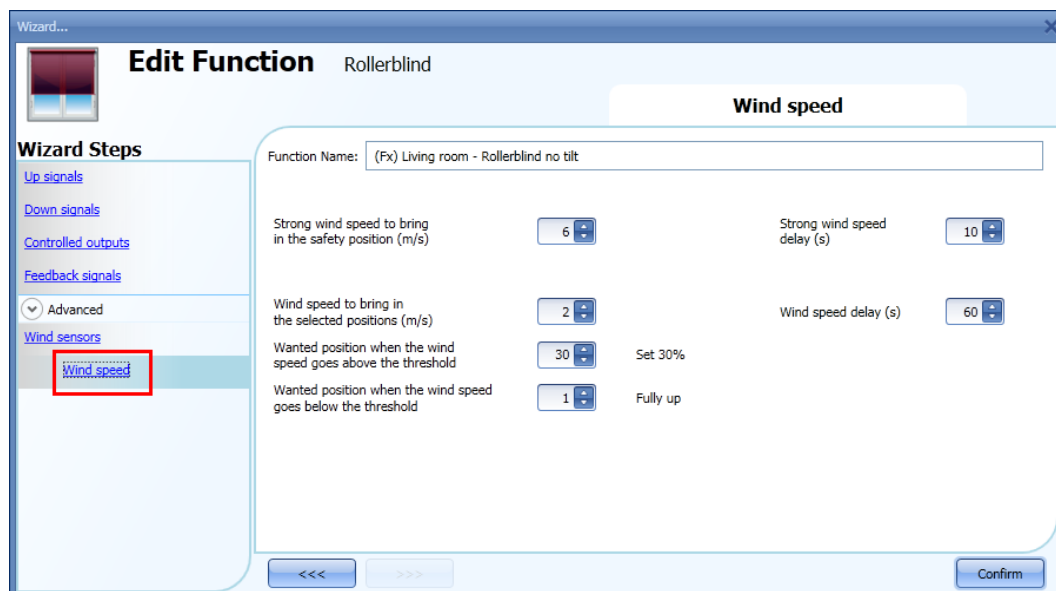 Wizard...
Edit Function Rollerblind
Wind speed
Wizard Steps
Up signals
Down signals
Controlled outputs
Feedback signals
Advanced
Wind sensors
Wind speed
Function Name: (Fx) Living room - Rollerblind no tilt
Strong wind speed to bring
in the safety position (m/s)
6
Strong wind speed
delay (s)
10
Wind speed to bring in
the selected positions (m/s)
2
Wind speed delay (s)
60
Wanted position when the wind
speed goes above the threshold
30
Set 30%
Wanted position when the wind speed
goes below the threshold
1
Fully up
<<<
>>>
Confirm